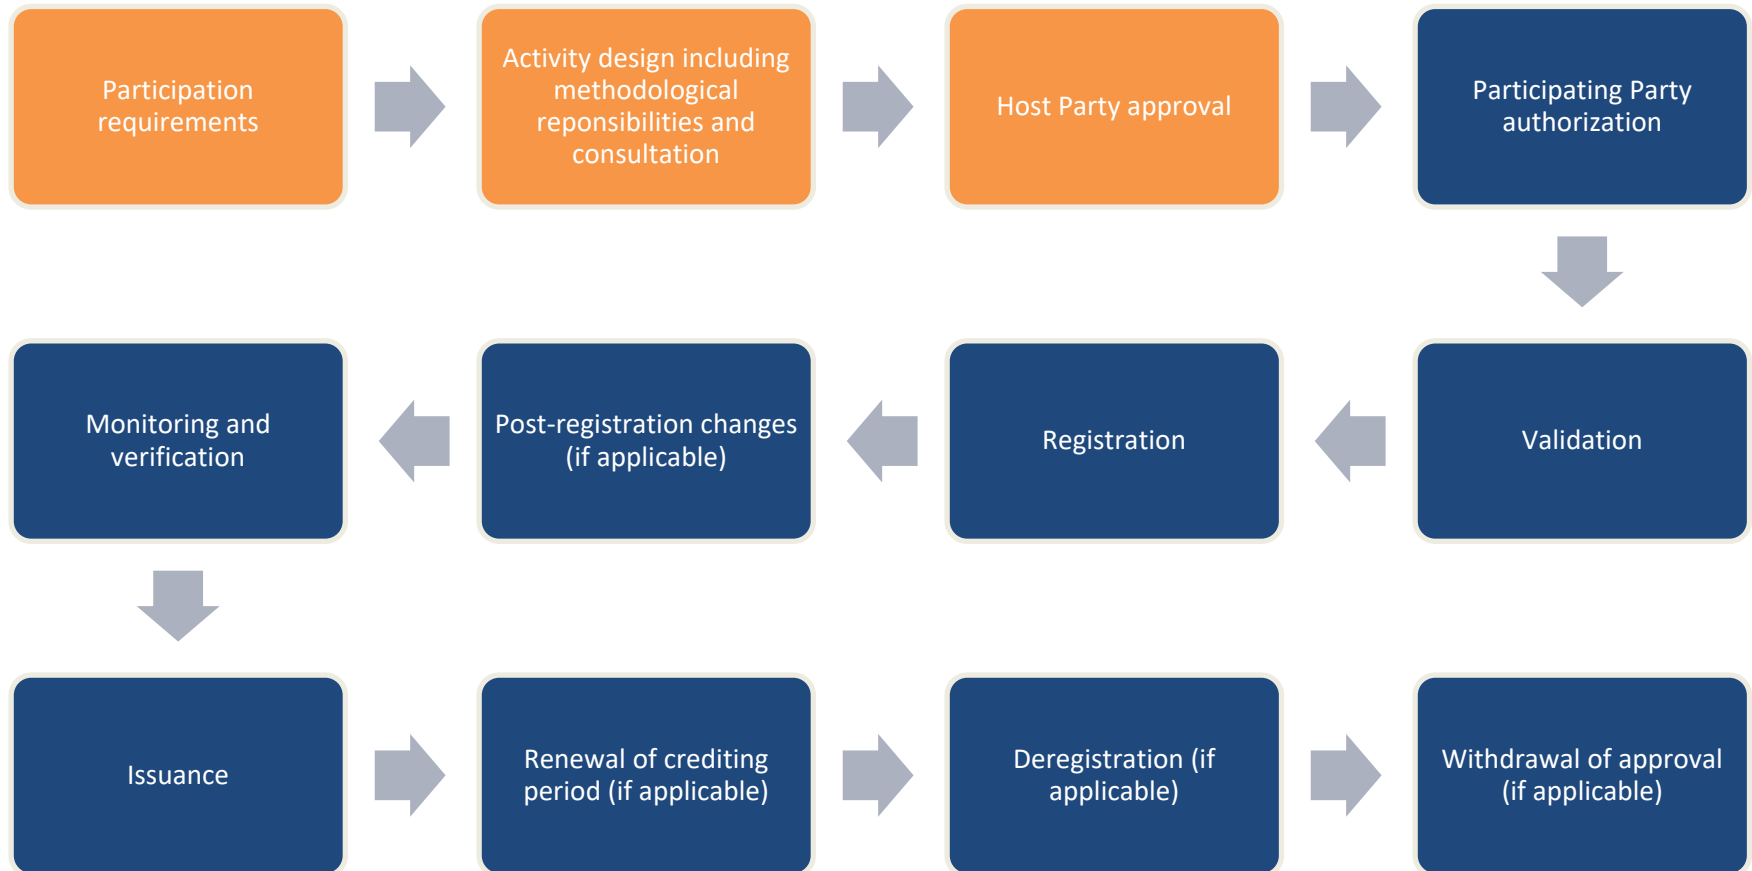 Participation
requirements
Activity design including
methodological
reponsibilities and
consultation
Host Party approval
Participating Party
authorization
Monitoring and
verification
Post-registration changes
(if applicable)
Registration
Validation
Issuance
Renewal of crediting
period (if applicable)
Deregistration (if
applicable)
Withdrawal of approval
(if applicable)